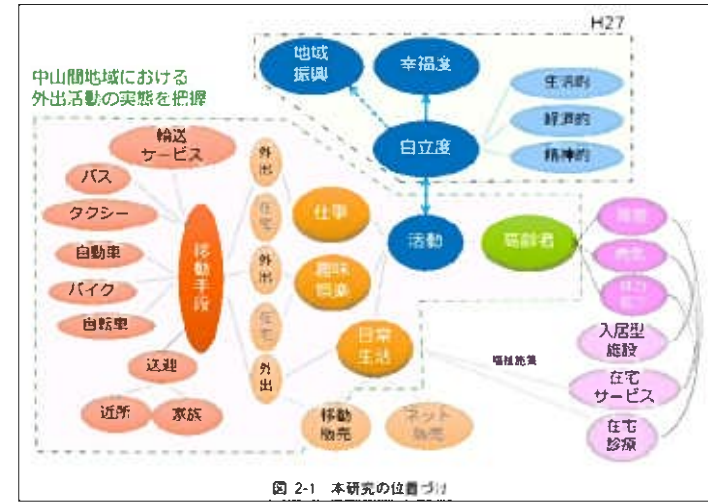 H27
地域
振興
幸福度
中山間地域における
外出活動の実態を把握
生活的
経済的
精神的
自立度
輸送
サービス
バス
タクシー
自動車
バイク
自転車
送迎
近所
家族
移動手段
外出
在宅
外出
在宅
外出
仕事
趣味
娯楽
日常
生活
活動
高齢者
移動
販売
ネット
販売
福祉施策
入居型
施設
在宅
サービス
在宅
診療
図 2-1 本研究の位置づけ